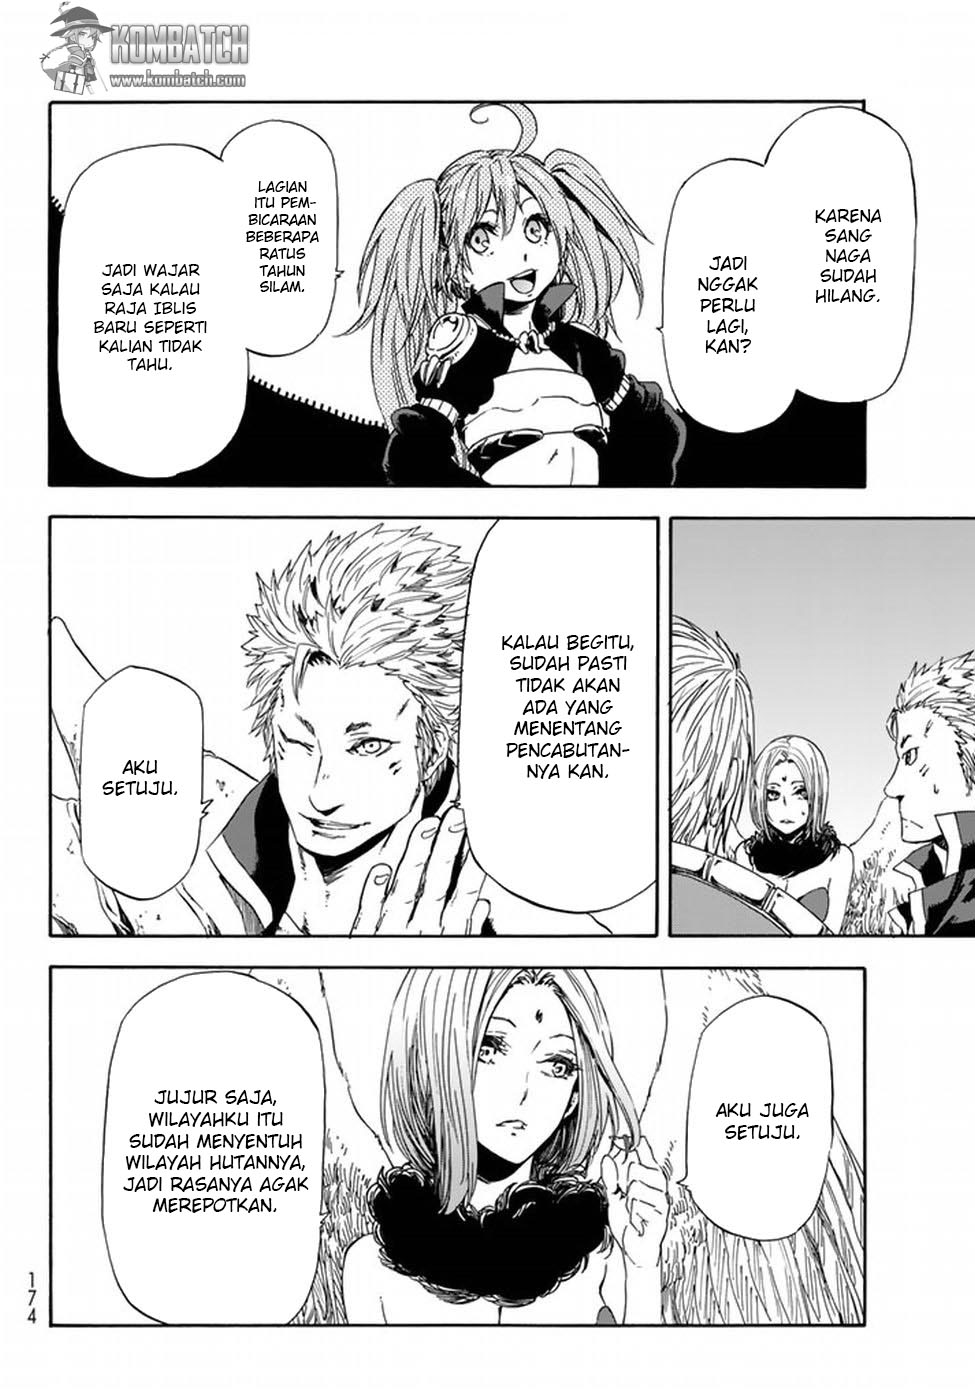 KOMBATCH
www.kombatch.com
KARENA
SANG
NAGA
SUDAH
HILANG.
JADI
NGGAK
PERLU
LAGI,
KAN?
LAGIAN
ITU PEM-
BICARAAN
BEBERAPA
RATUS
TAHUN
SILAM.
JADI WAJAR
SAJA KALAU
RAJA IBLIS
BARU SEPERTI
KALIAN TIDAK
TAHU.
KALAU BEGITU,
SUDAH PASTI
TIDAK AKAN
ADA YANG
MENENTANG
PENCABUTAN-
NYA KAN.
AKU
SETUJU.
AKU JUGA
SETUJU.
JUJUR SAJA,
WILAYAHKU ITU
SUDAH MENYENTUH
WILAYAH HUTANNYA,
JADI RASANYA AGAK
MEREPOTKAN.
174